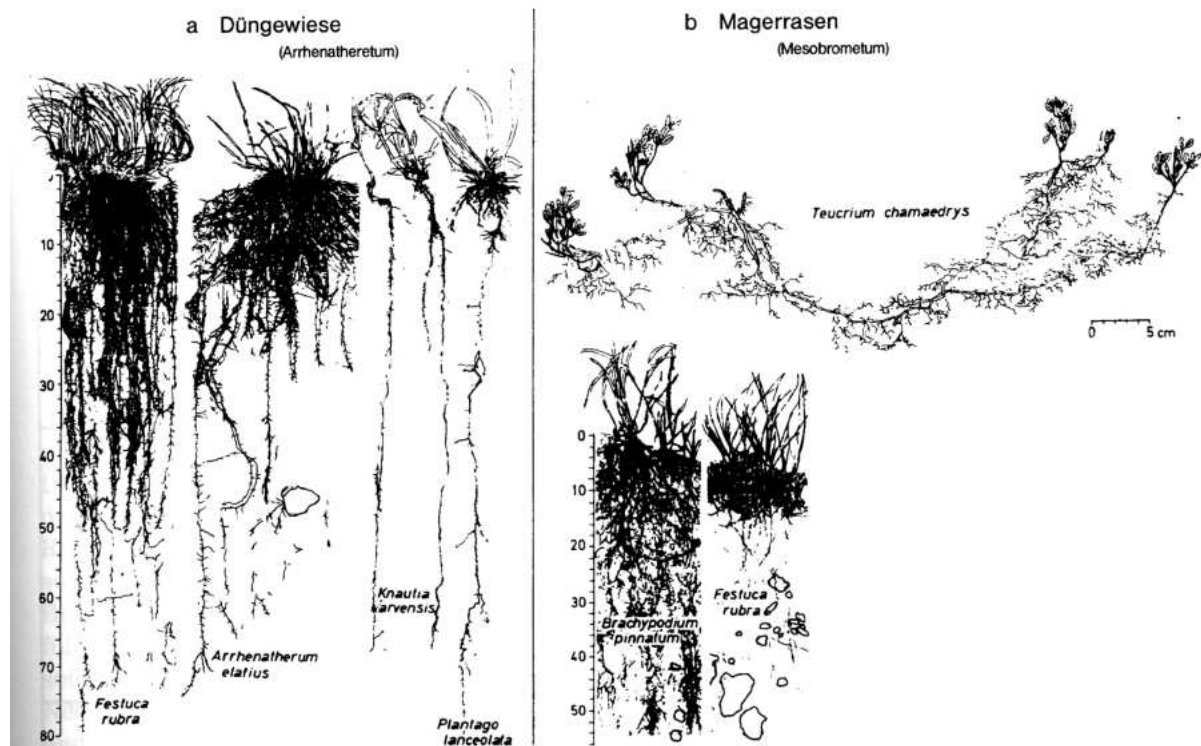 a Düngewiese
(Arrhenatheretum)
10
20
30
40
50
60
70
80
Festuca
rubra
Arrhenatherum
elatius
Knautia
arvensis
Plantago
lanceolata
b Magerrasen
(Mesobrometum)
Teucrium chamaedrys
0 5 cm
0
10
20
30
40
50
Brachypodium
pinnatum
Festuca
rubra